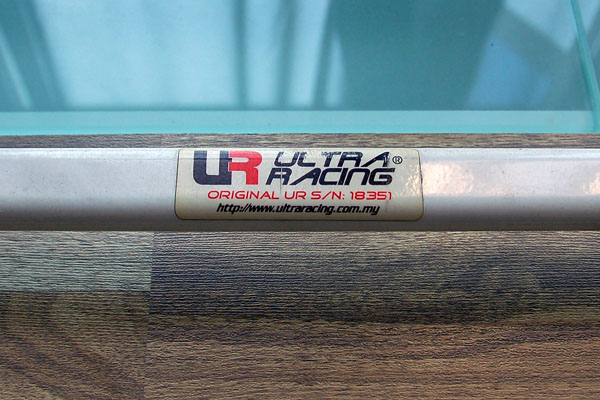 UR ULTRA RACING®
ORIGINAL UR S/N: 18351
http://www.ultraracing.com.my